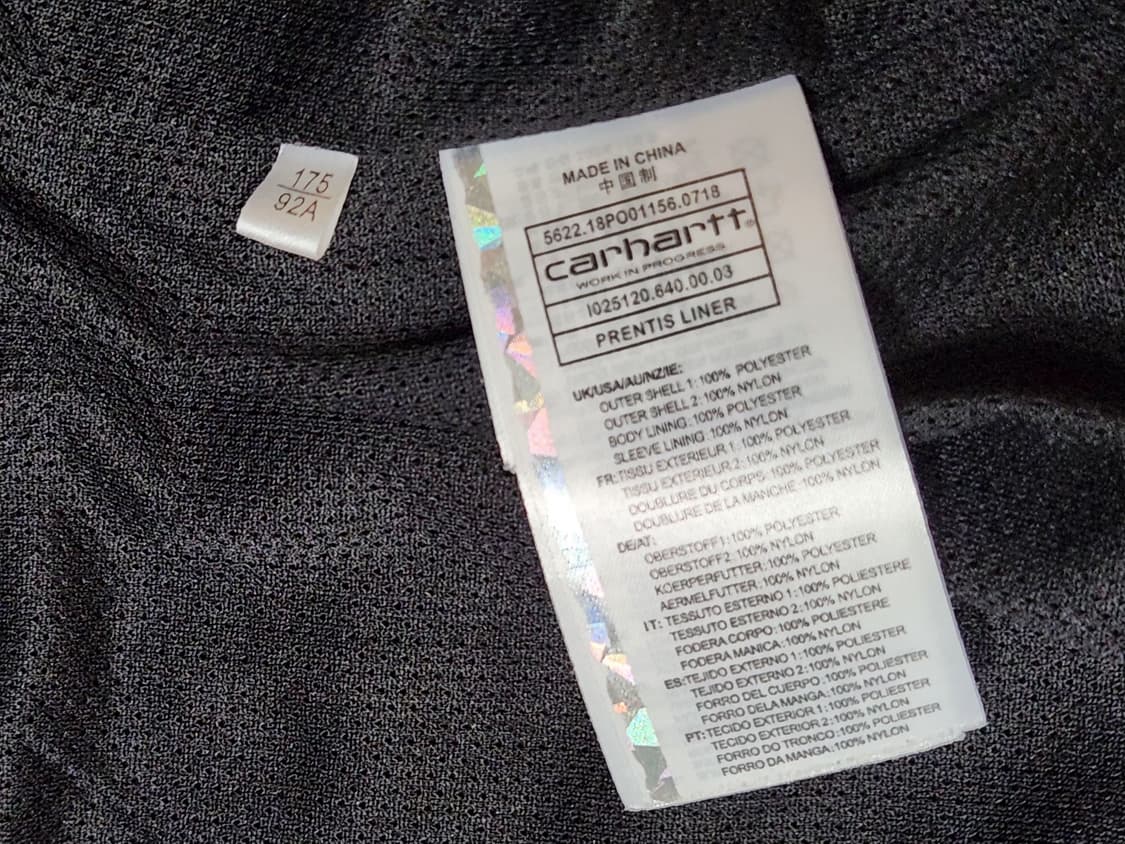 175
92A
MADE IN CHINA
中国制
5622.18PO01156.0718
carhartt®
WORK IN PROGRESS
I025120.640.00.03
PRENTIS LINER
UK/USA/AU/NZ/IE:
OUTER SHELL 1:100% POLYESTER
OUTER SHELL 2:100% NYLON
BODY LINING:100% POLYESTER
SLEEVE LINING:100% NYLON
FR:TISSU EXTERIEUR 1:100% POLYESTER
TISSU EXTERIEUR 2:100% NYLON
DOUBLURE DU CORPS:100% POLYESTER
DOUBLURE DE LA MANCHE:100% NYLON
DE/AT:
OBERSTOFF1:100% POLYESTER
OBERSTOFF2:100% NYLON
KOERPERFUTTER:100% POLYESTER
AERMELFUTTER:100% NYLON
IT:TESSUTO ESTERNO 1:100% POLIESTERE
TESSUTO ESTERNO 2:100% NYLON
FODERA CORPO:100% POLIESTERE
FODERA MANICA:100% NYLON
ES:TEJIDO EXTERNO 1:100% POLIESTER
TEJIDO EXTERNO 2:100% NYLON
FORRO DEL CUERPO:100% POLIESTER
FORRO DELA MANGA:100% NYLON
PT:TECIDO EXTERIOR 1:100% POLIESTER
TECIDO EXTERIOR 2:100% NYLON
FORRO DO TRONCO:100% POLIESTER
FORRO DA MANGA:100% NYLON